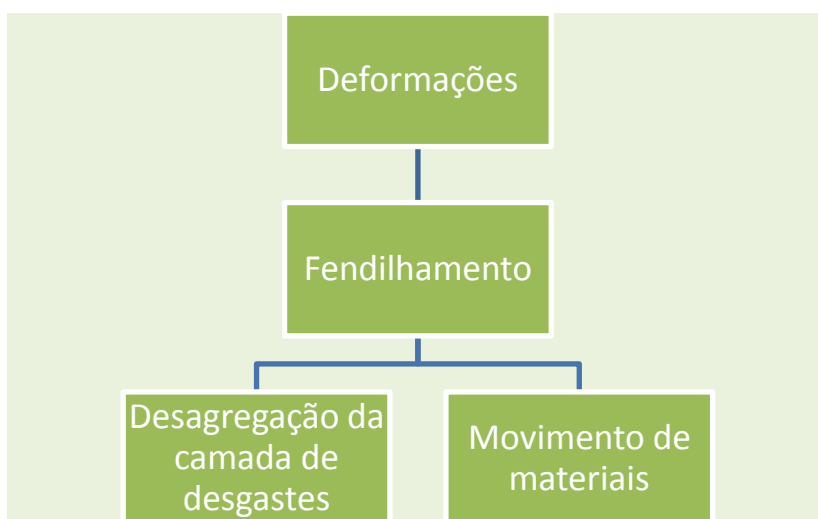 Deformações
Fendilhamento
Desagregação da
camada de
desgastes
Movimento de
materiais